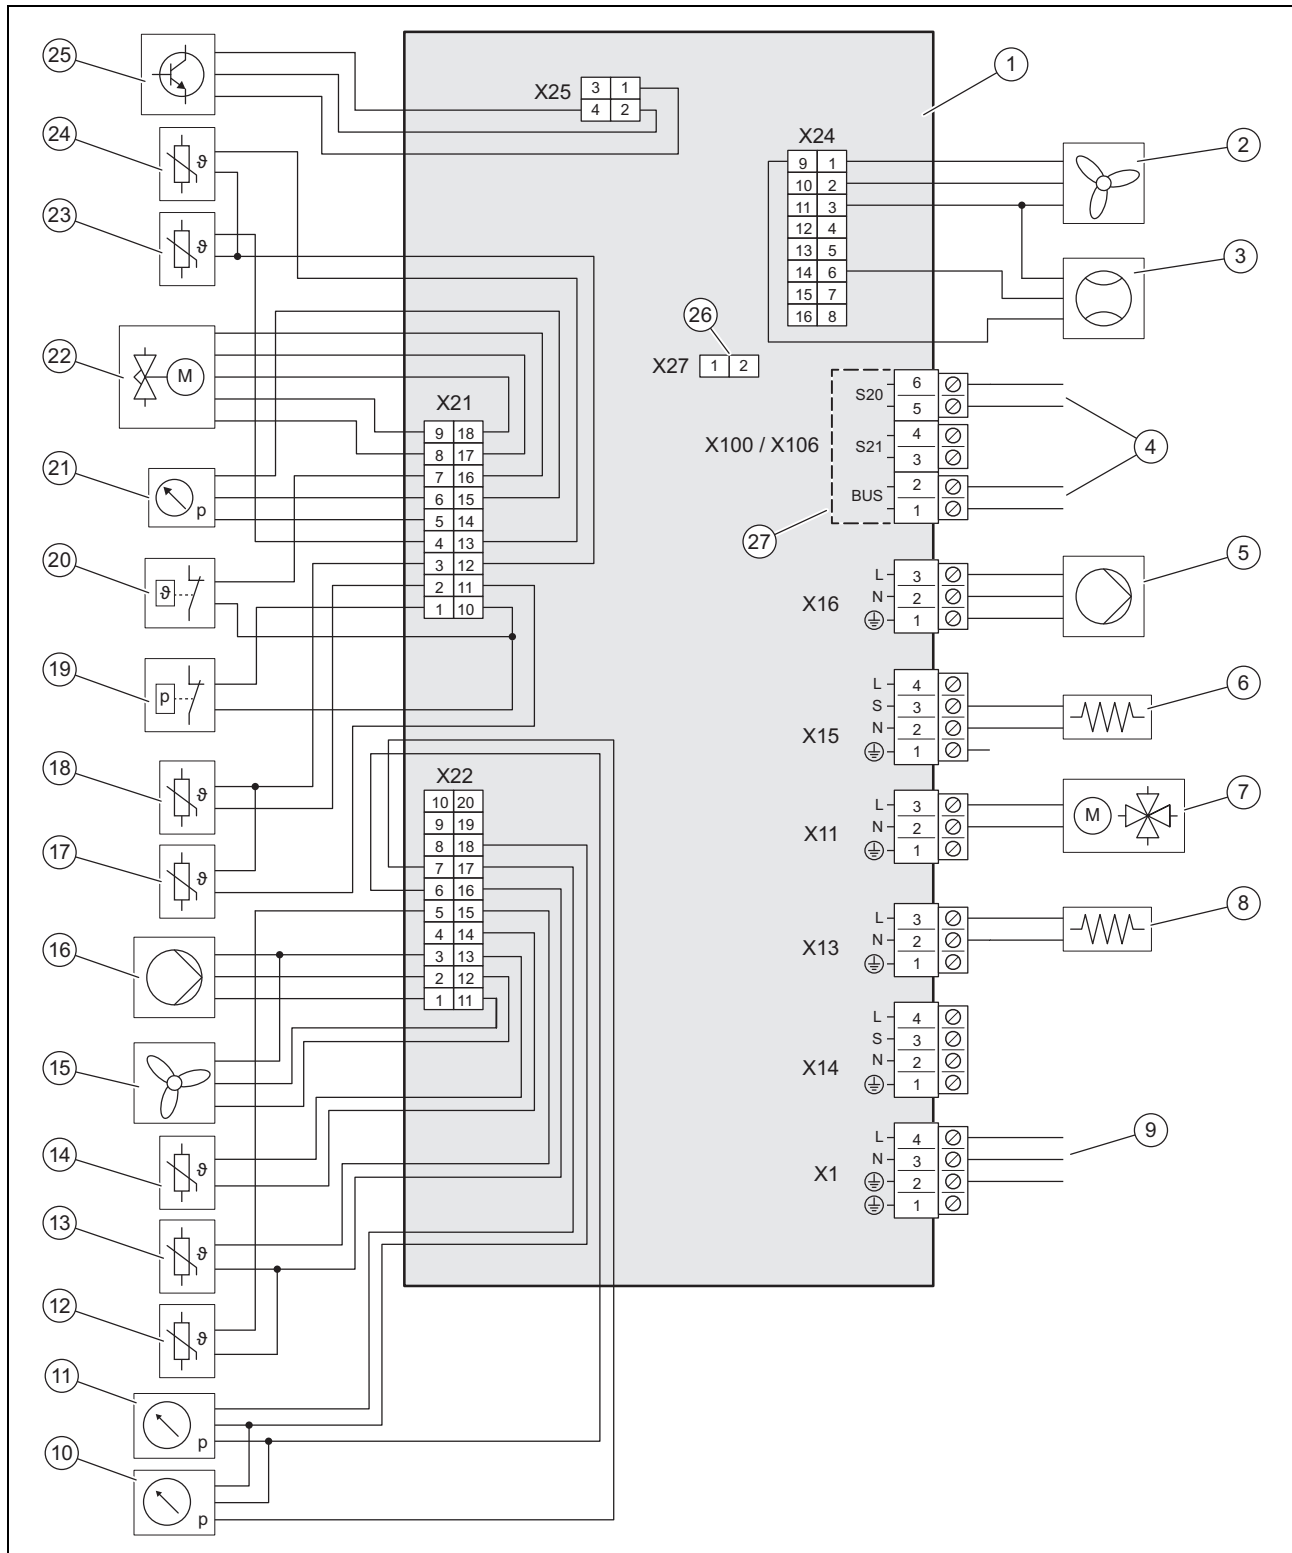 25
24
23
22
21
20
19
18
17
16
15
14
13
12
11
10
ϑ
ϑ
M
p
ϑ
p
ϑ
ϑ
ϑ
ϑ
ϑ
p
p
X25
3 1
4 2
X24
9 1
10 2
11 3
12 4
13 5
14 6
15 7
16 8
26
X27 1 2
X21
9 18
8 17
7 16
6 15
5 14
4 13
3 12
2 11
1 10
X22
10 20
9 19
8 18
7 17
6 16
5 15
4 14
3 13
2 12
1 11
1
2
3
X100 / X106
S20
6
5
S21
4
3
BUS
2
1
27
4
X16
L 3
N 2
1
5
X15
L 4
S 3
N 2
1
6
X11
L 3
N 2
1
M
7
X13
L 3
N 2
1
8
X14
L 4
S 3
N 2
1
X1
L 4
N 3
2
1
9